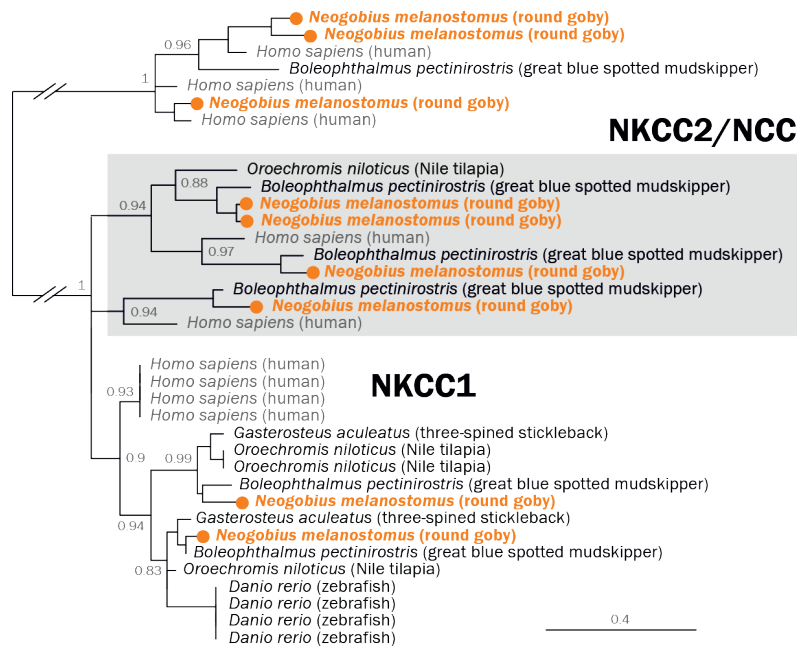 Neogobius melanostomus (round goby)
Neogobius melanostomus (round goby)
0.96
Homo sapiens (human)
Boleophthalmus pectinirostris (great blue spotted mudskipper)
1
Homo sapiens (human)
Neogobius melanostomus (round goby)
Homo sapiens (human)
NKCC2/NCC
Oroechromis niloticus (Nile tilapia)
0.88
Boleophthalmus pectinirostris (great blue spotted mudskipper)
0.94
Neogobius melanostomus (round goby)
Neogobius melanostomus (round goby)
Homo sapiens (human)
0.97
Boleophthalmus pectinirostris (great blue spotted mudskipper)
Neogobius melanostomus (round goby)
1
Boleophthalmus pectinirostris (great blue spotted mudskipper)
0.94
Neogobius melanostomus (round goby)
Homo sapiens (human)
Homo sapiens (human)
Homo sapiens (human)
0.93
Homo sapiens (human)
Homo sapiens (human)
NKCC1
Gasterosteus aculeatus (three-spined stickleback)
Oroechromis niloticus (Nile tilapia)
0.9
0.99
Oroechromis niloticus (Nile tilapia)
Boleophthalmus pectinirostris (great blue spotted mudskipper)
Neogobius melanostomus (round goby)
Gasterosteus aculeatus (three-spined stickleback)
0.94
Neogobius melanostomus (round goby)
Boleophthalmus pectinirostris (great blue spotted mudskipper)
0.83
Oroechromis niloticus (Nile tilapia)
Danio rerio (zebrafish)
Danio rerio (zebrafish)
Danio rerio (zebrafish)
Danio rerio (zebrafish)
0.4